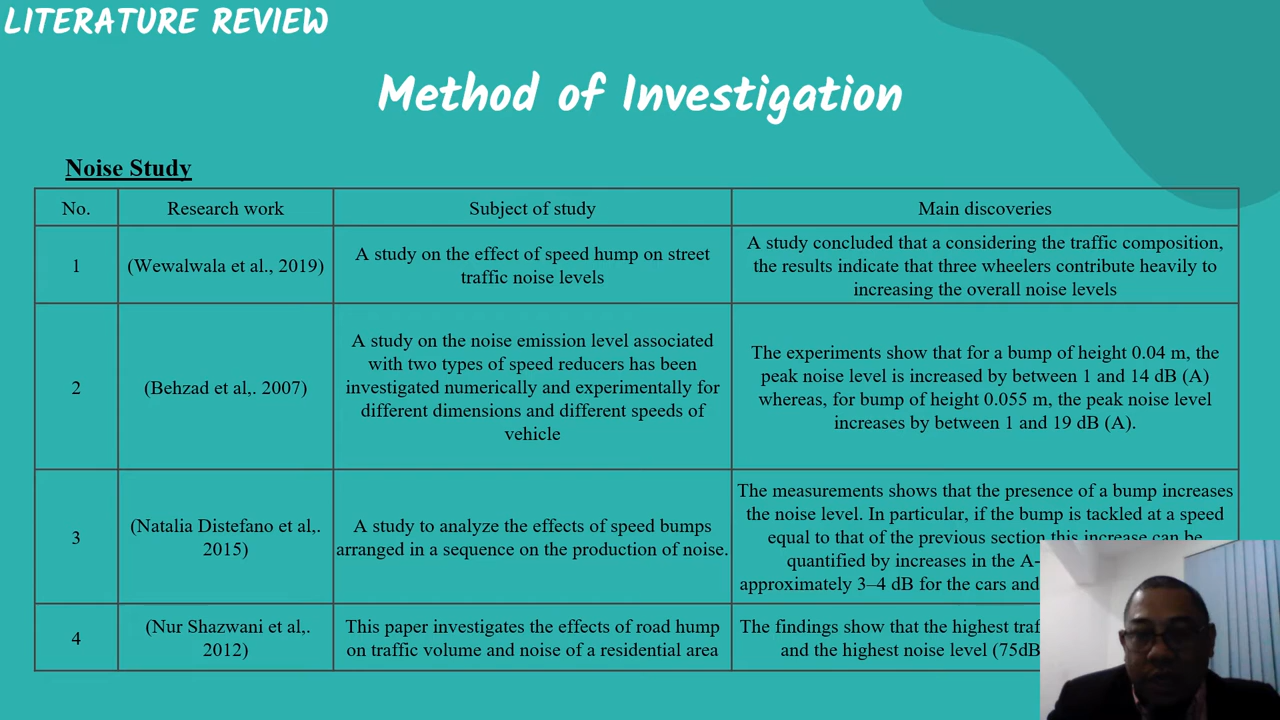 LITERATURE REVIEW
Method of Investigation
Noise Study
No.
Research work
Subject of study
Main discoveries
1
(Wewalwala et al., 2019)
A study on the effect of speed hump on street
traffic noise levels
A study concluded that a considering the traffic composition,
the results indicate that three wheelers contribute heavily to
increasing the overall noise levels
2
(Behzad et al,. 2007)
A study on the noise emission level associated
with two types of speed reducers has been
investigated numerically and experimentally for
different dimensions and different speeds of
vehicle
The experiments show that for a bump of height 0.04 m, the
peak noise level is increased by between 1 and 14 dB (A)
whereas, for bump of height 0.055 m, the peak noise level
increases by between 1 and 19 dB (A).
3
(Natalia Distefano et al,.
2015)
A study to analyze the effects of speed bumps
arranged in a sequence on the production of noise.
The measurements shows that the presence of a bump increases
the noise level. In particular, if the bump is tackled at a speed
equal to that of the previous section this increase can be
quantified by increases in the A-
approximately 3–4 dB for the cars and
4
(Nur Shazwani et al,.
2012)
This paper investigates the effects of road hump
on traffic volume and noise of a residential area
The findings show that the highest
and the highest noise level (75dB